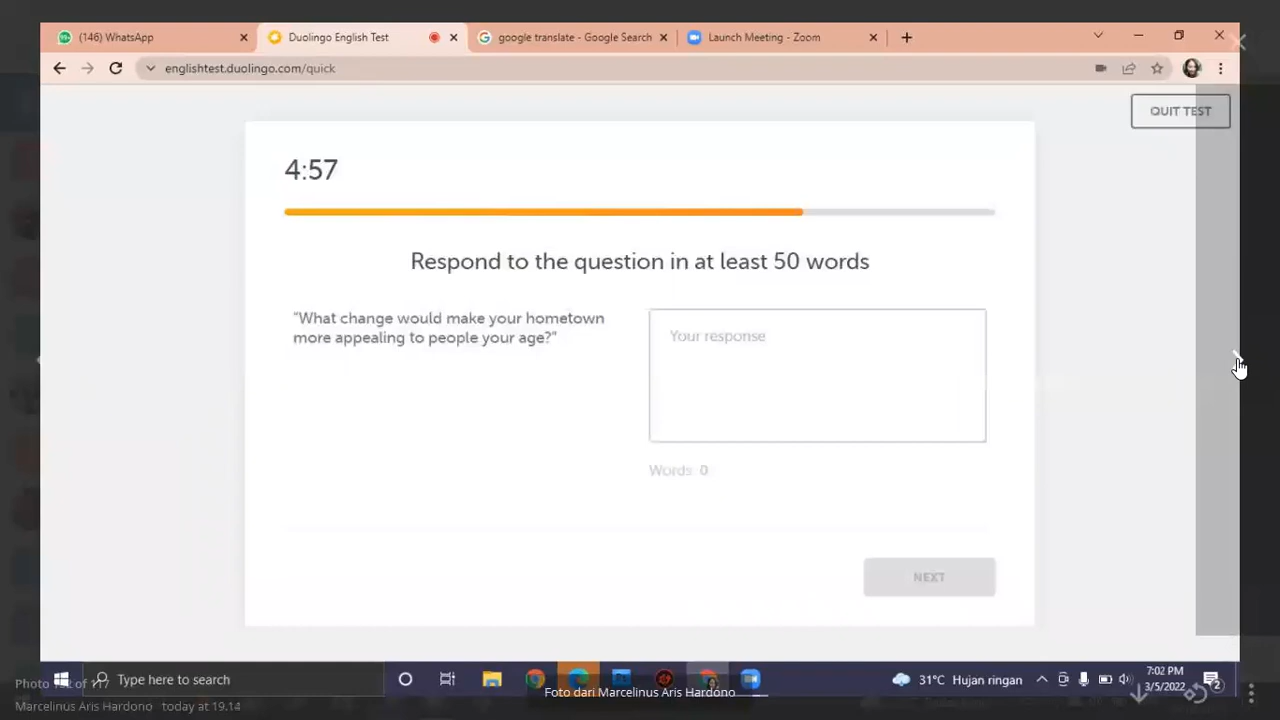 (146) WhatsApp
Duolingo English Test
google translate - Google Search
Launch Meeting - Zoom
englishtest.duolingo.com/quick
QUIT TEST
4:57
Respond to the question in at least 50 words
"What change would make your hometown
more appealing to people your age?"
Your response
Words 0
NEXT
Type here to search
31°C Hujan ringan
7:02 PM
3/5/2022
2
Foto dari Marcelinus Aris Hardono
Marcelinus Aris Hardono today at 19.14